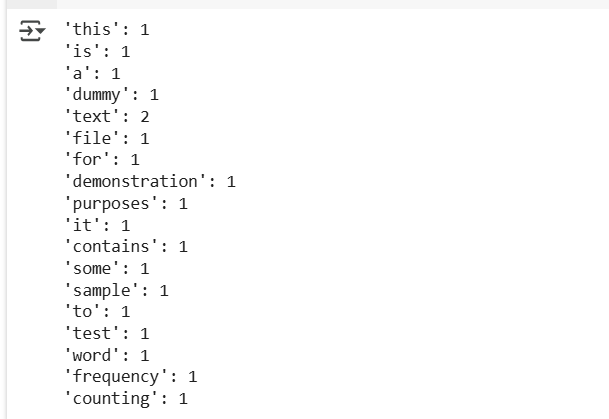 'this': 1
'is': 1
'a': 1
'dummy': 1
'text': 2
'file': 1
'for': 1
'demonstration': 1
'purposes': 1
'it': 1
'contains': 1
'some': 1
'sample': 1
'to': 1
'test': 1
'word': 1
'frequency': 1
'counting': 1